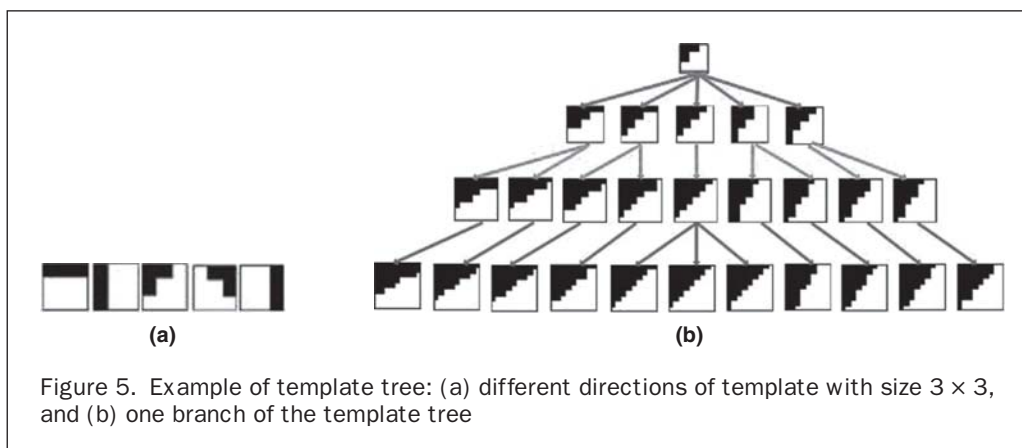 (a)
(b)
Figure 5. Example of template tree: (a) different directions of template with size 3 × 3,
and (b) one branch of the template tree